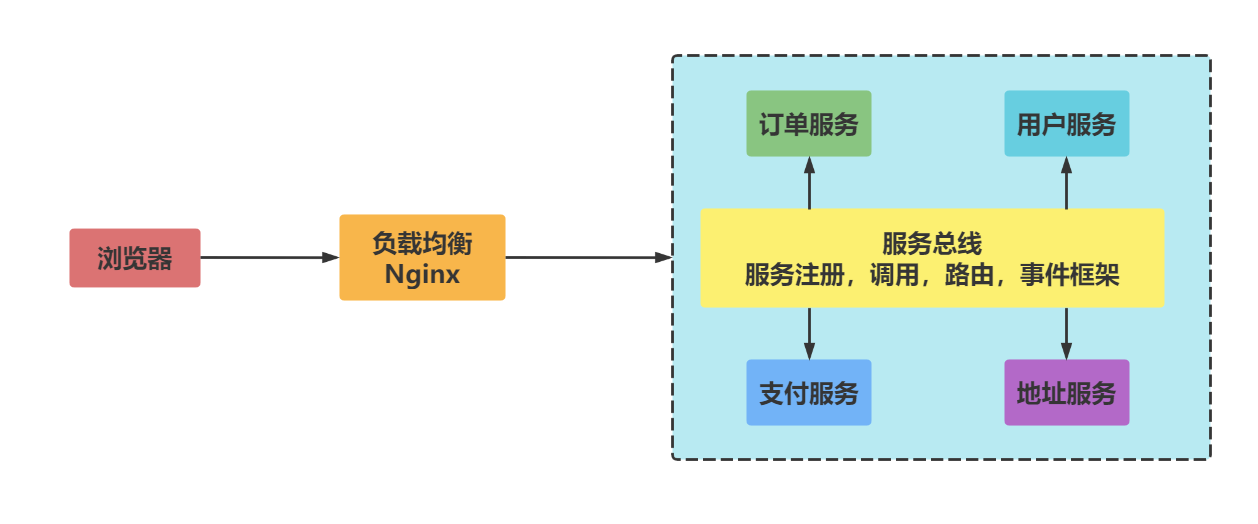 订单服务
用户服务
浏览器
负载均衡
Nginx
服务总线
服务注册，调用，路由，事件框架
支付服务
地址服务